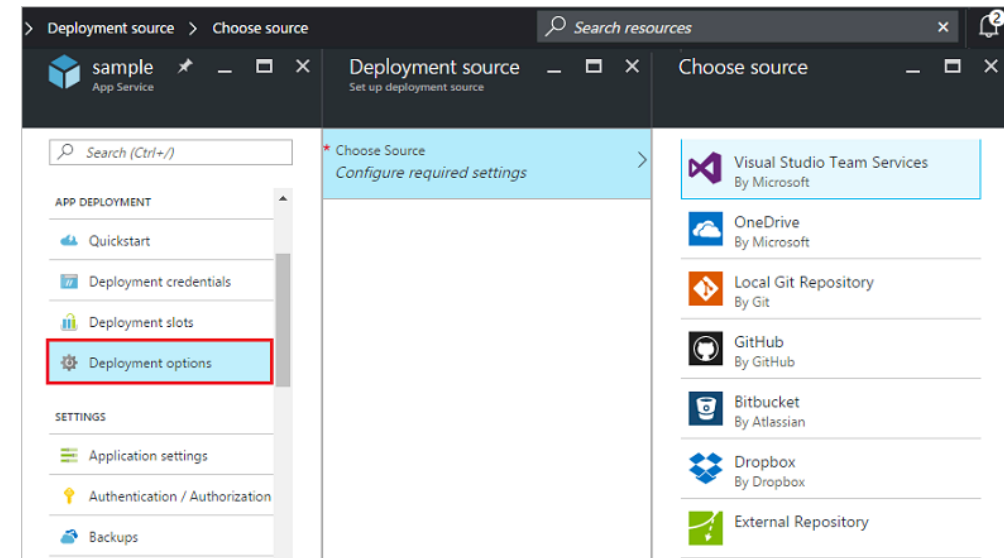 > Deployment source > Choose source
Search resources
2
sample
App Service
Deployment source
Set up deployment source
Choose source
Search (Ctrl+/)
APP DEPLOYMENT
Quickstart
Deployment credentials
Deployment slots
Deployment options
SETTINGS
Application settings
Authentication / Authorization
Backups
* Choose Source
Configure required settings
Visual Studio Team Services
By Microsoft
OneDrive
By Microsoft
Local Git Repository
By Git
GitHub
By GitHub
Bitbucket
By Atlassian
Dropbox
By Dropbox
External Repository